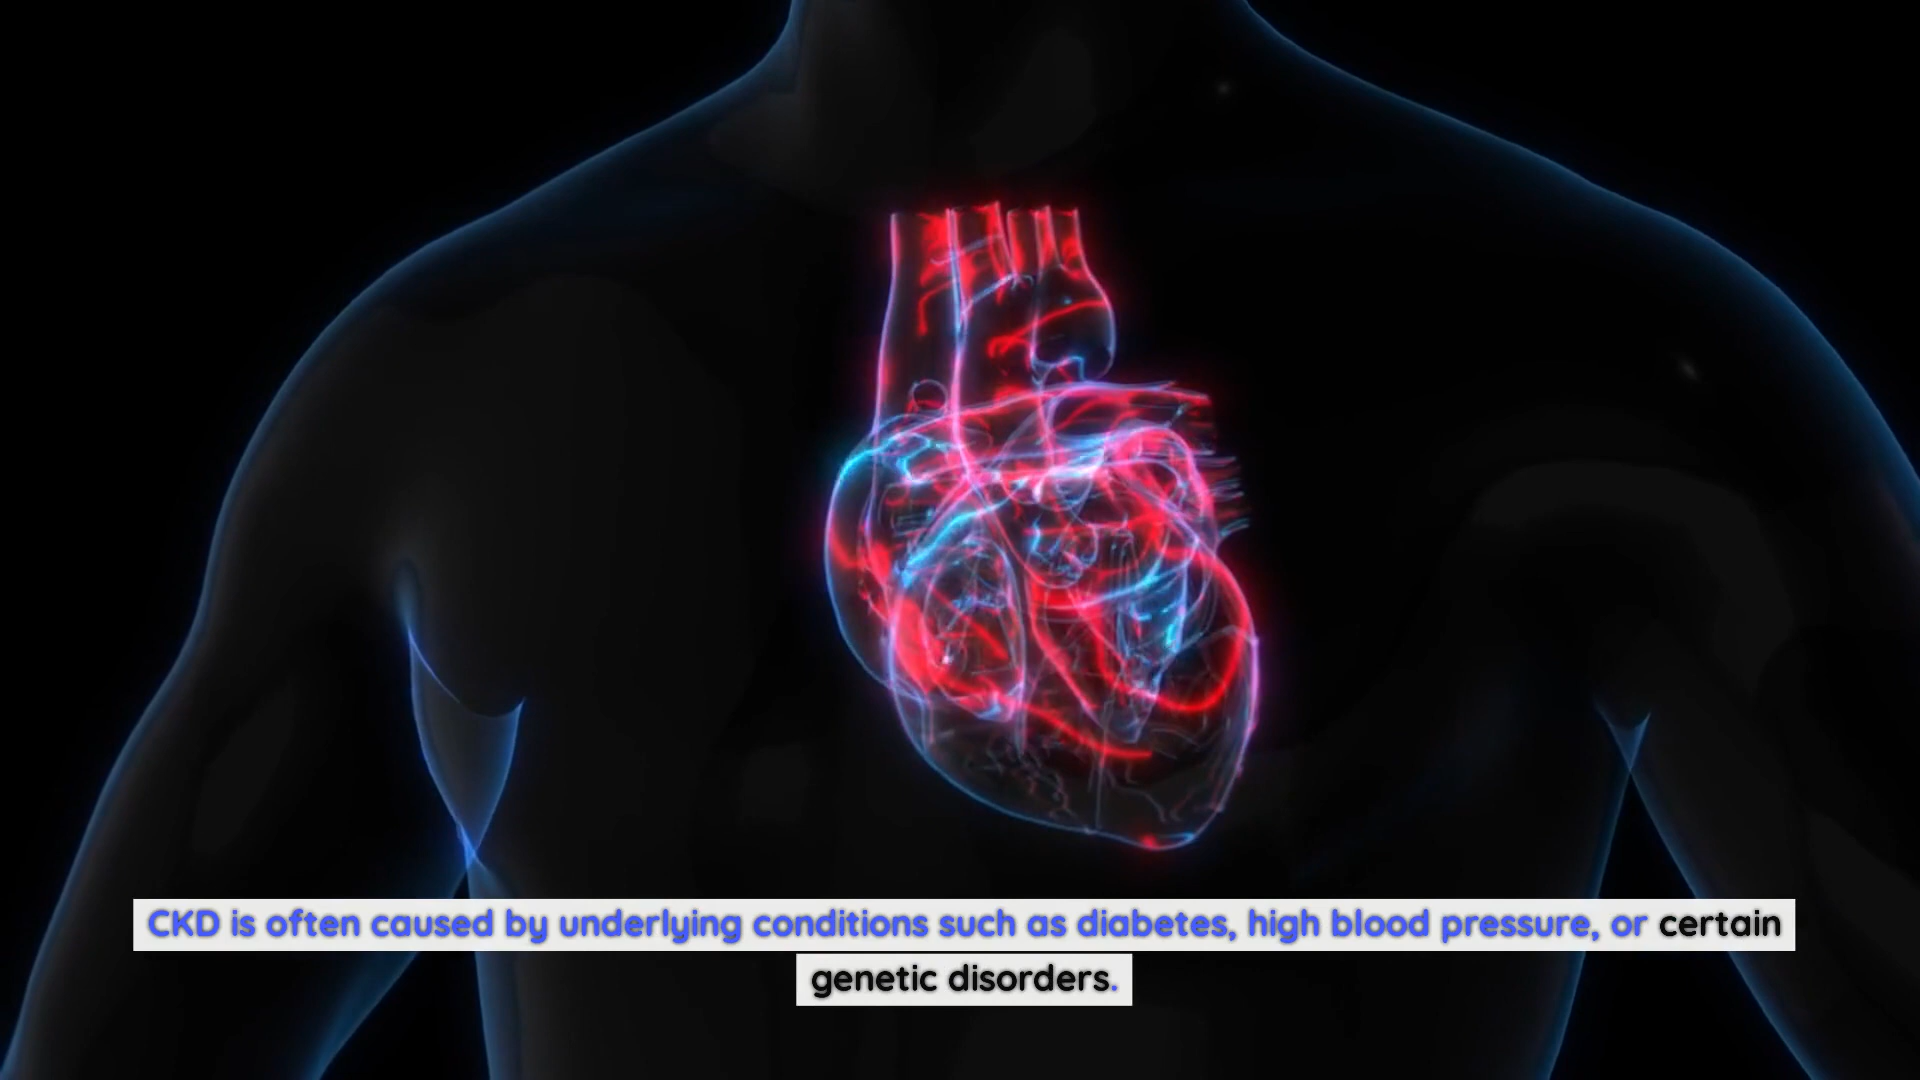 CKD is often caused by underlying conditions such as diabetes, high blood pressure, or certain
genetic disorders.